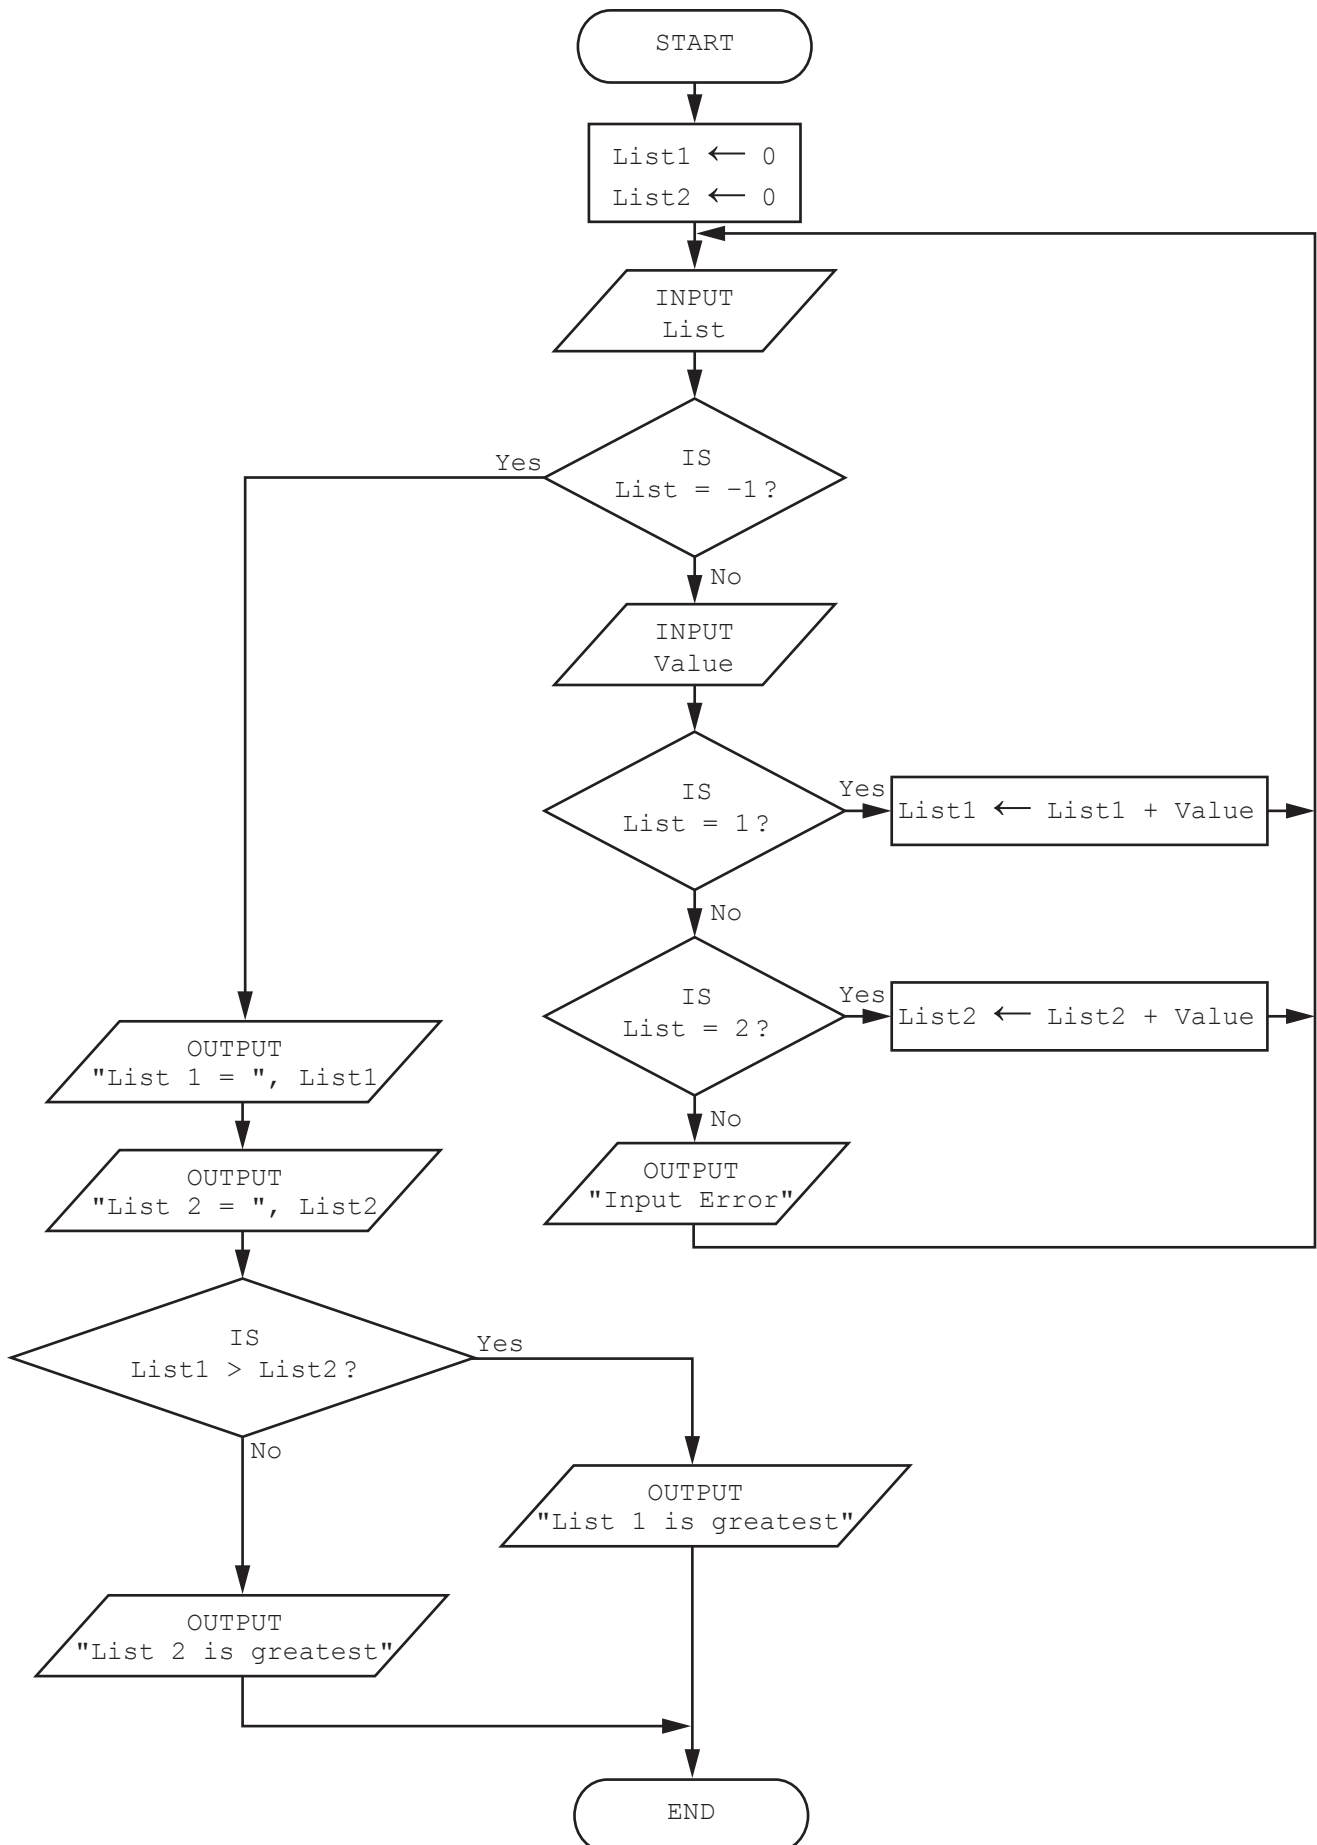 START
List1 ← 0
List2 ← 0
INPUT
List
IS
List = -1?
Yes
No
INPUT
Value
IS
List = 1?
Yes
List1 ← List1 + Value
No
IS
List = 2?
Yes
List2 ← List2 + Value
No
OUTPUT
"Input Error"
OUTPUT
"List 1 = ", List1
OUTPUT
"List 2 = ", List2
IS
List1 > List2?
Yes
No
OUTPUT
"List 1 is greatest"
OUTPUT
"List 2 is greatest"
END